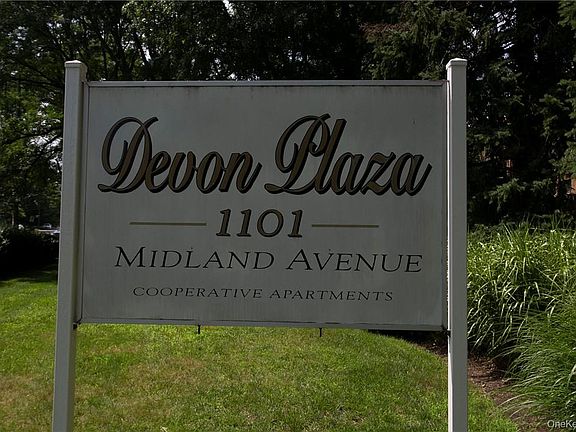 Devon Plaza
1101
MIDLAND AVENUE
COOPERATIVE APARTMENTS